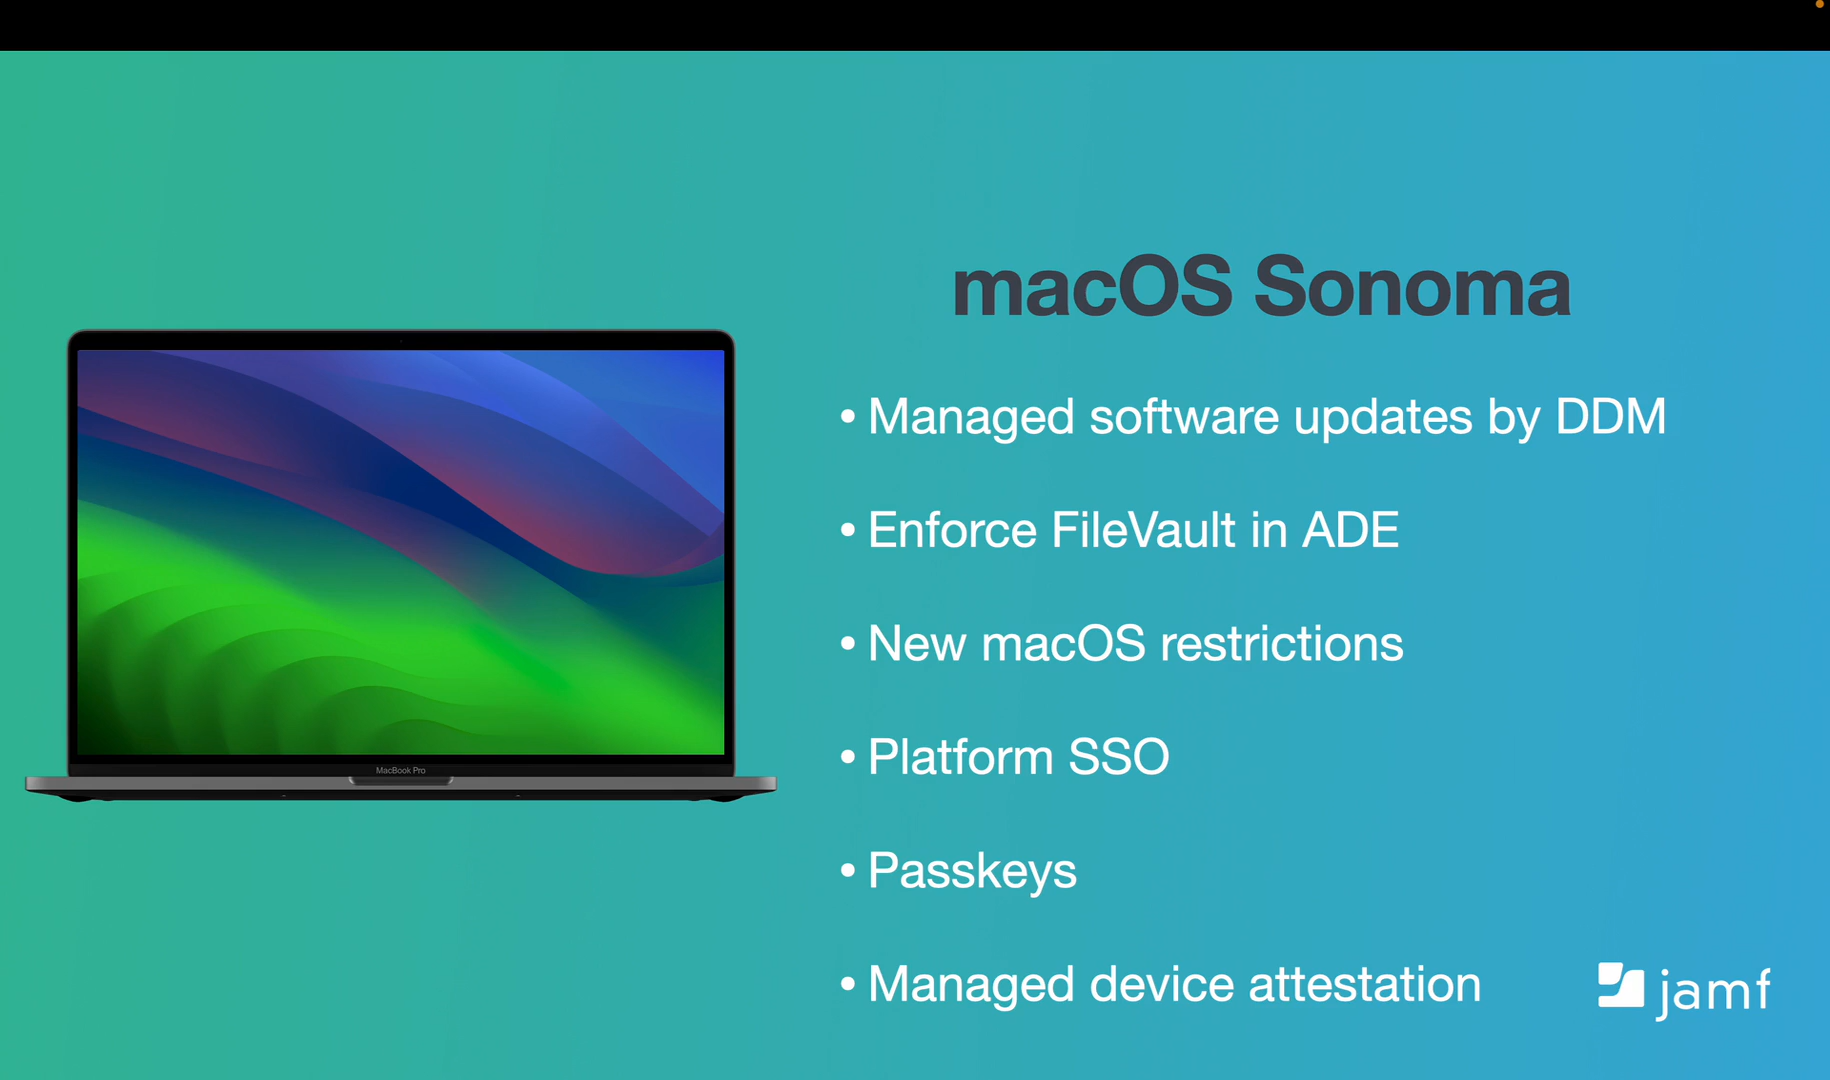 macOS Sonoma
• Managed software updates by DDM
• Enforce FileVault in ADE
• New macOS restrictions
• Platform SSO
• Passkeys
• Managed device attestation
MacBook Pro
jamf